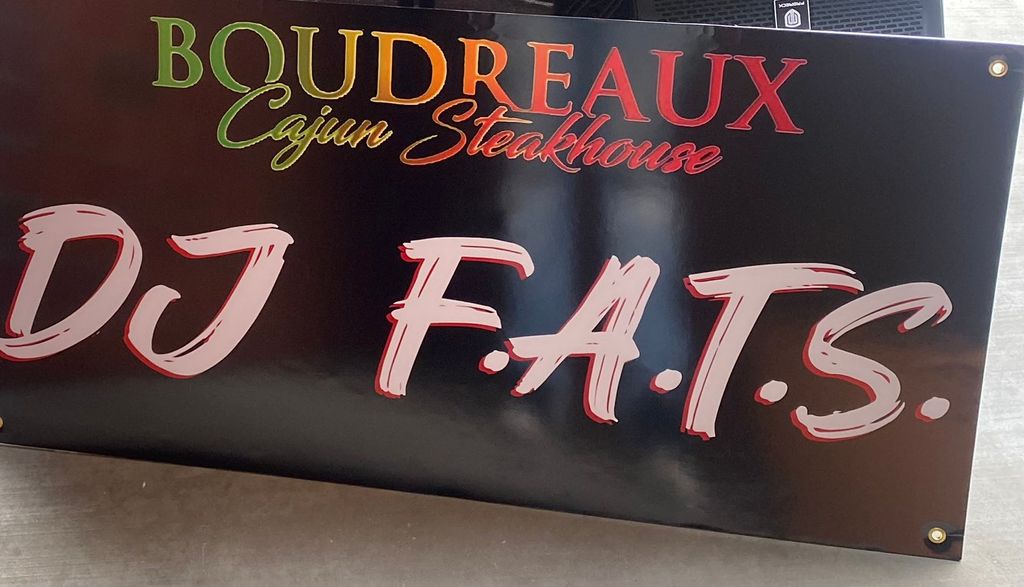 BOUDREAUX
Cajun Steakhouse
DJ F.A.T.S.